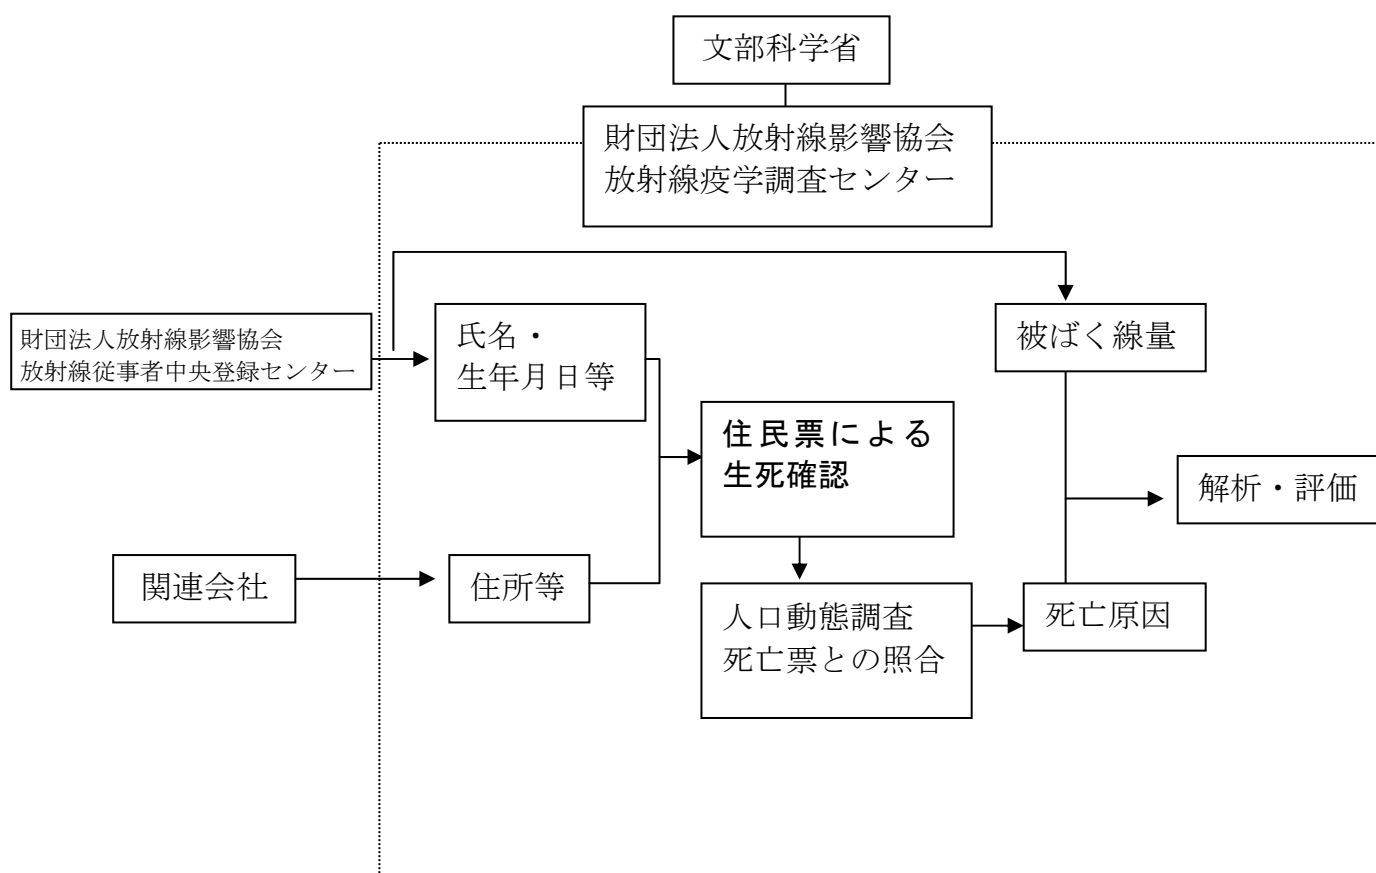 文部科学省
財団法人放射線影響協会
放射線疫学調査センター
財団法人放射線影響協会
放射線従事者中央登録センター
氏名・
生年月日等
被ばく線量
住民票による
生死確認
解析・評価
関連会社
住所等
人口動態調査
死亡票との照合
死亡原因